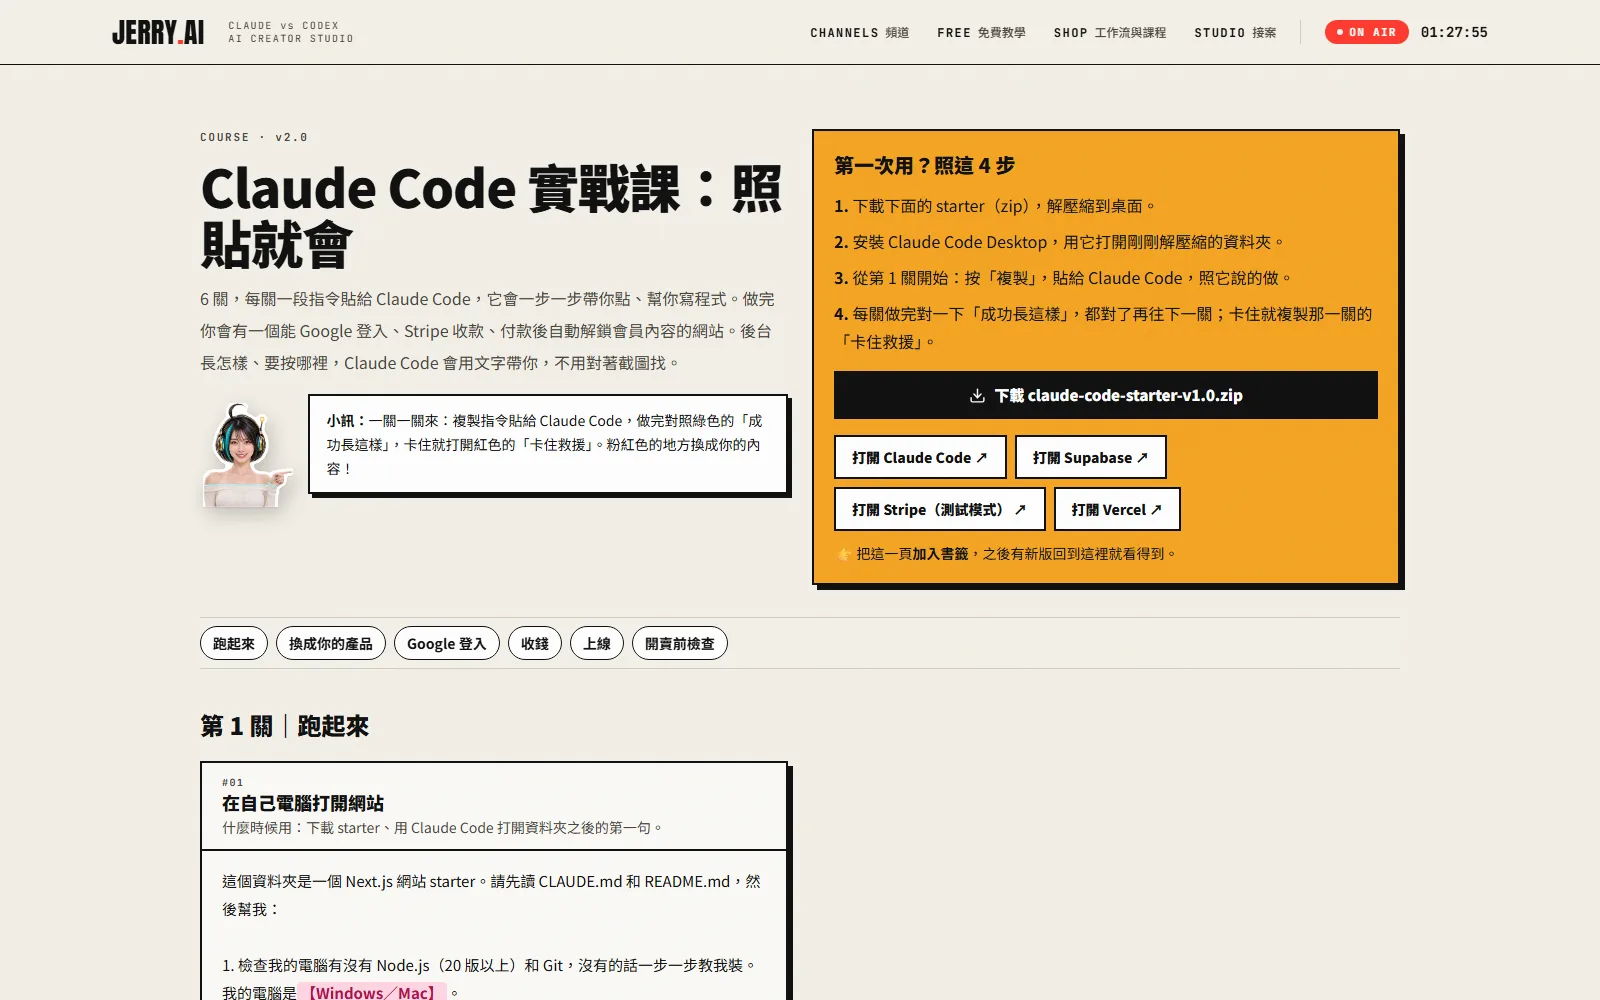 JERRY.AI
CLAUDE vs CODEX
AI CREATOR STUDIO
CHANNELS 頻道
FREE 免費教學
SHOP 工作流與課程
STUDIO 接案
ON AIR
01:27:55
COURSE · v2.0
Claude Code 實戰課：照
貼就會
6 關，每關一段指令貼給 Claude Code，它會一步一步帶你點、幫你寫程式。做完
你會有一個能 Google 登入、Stripe 收款、付款後自動解鎖會員內容的網站。後台
長怎樣、要按哪裡，Claude Code 會用文字帶你，不用對著截圖找。
小訊：一關一關來：複製指令貼給 Claude Code，做完對照綠色的「成
功長這樣」，卡住就打開紅色的「卡住救援」。粉紅色的地方換成你的內
容！
第一次用？照這 4 步
1. 下載下面的 starter（zip），解壓縮到桌面。
2. 安裝 Claude Code Desktop，用它打開剛剛解壓縮的資料夾。
3. 從第 1 關開始：按「複製」，貼給 Claude Code，照它說的做。
4. 每關做完對一下「成功長這樣」，都對了再往下一關；卡住就複製那一關的
「卡住救援」。
下載 claude-code-starter-v1.0.zip
打開 Claude Code ↗
打開 Supabase ↗
打開 Stripe（測試模式） ↗
打開 Vercel ↗
👉 把這一頁加入書籤，之後有新版回到這裡就看得到。
跑起來
換成你的產品
Google 登入
收錢
上線
開賣前檢查
第 1 關｜跑起來
#01
在自己電腦打開網站
什麼時候用：下載 starter、用 Claude Code 打開資料夾之後的第一句。
這個資料夾是一個 Next.js 網站 starter。請先讀 CLAUDE.md 和 README.md，然
後幫我：
1. 檢查我的電腦有沒有 Node.js（20 版以上）和 Git，沒有的話一步一步教我裝。
我的電腦是【Windows／Mac】。